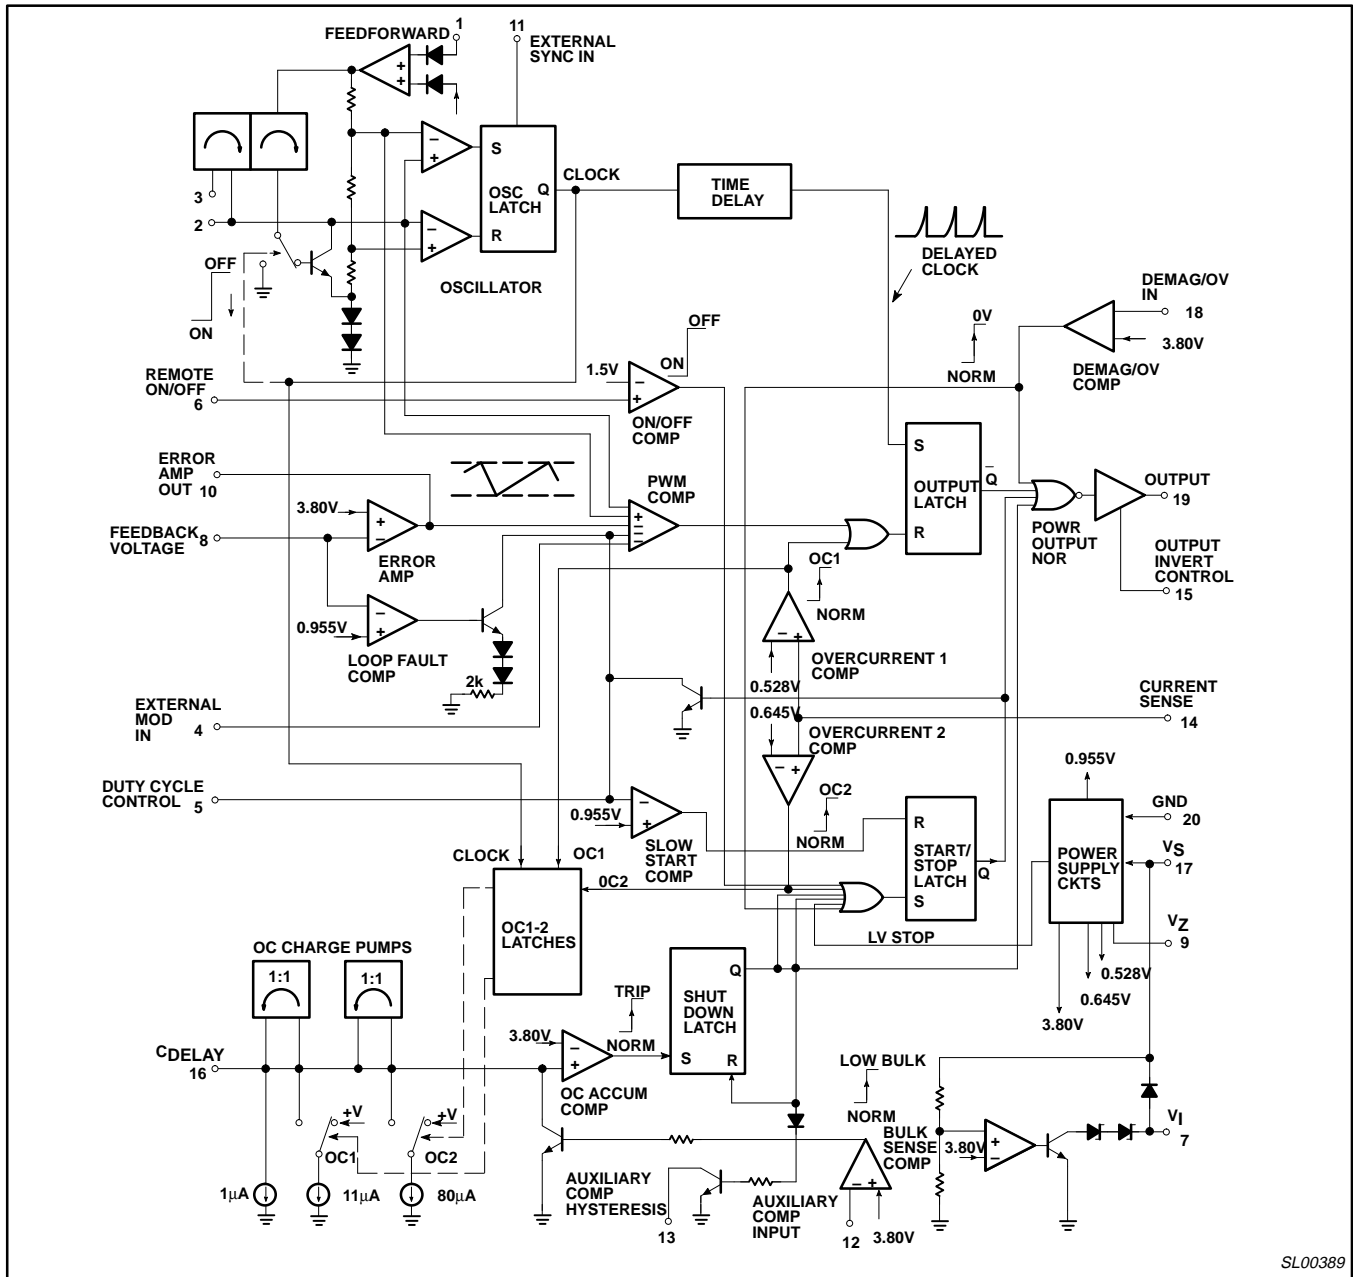 FEEDFORWARD
1
11
EXTERNAL
SYNC IN
+
+
3
2
−
+
−
+
S
OSC
LATCH
Q
R
CLOCK
TIME
DELAY
OSCILLATOR
DELAYED
CLOCK
OFF
ON
DEMAG/OV
IN
18
3.80V
DEMAG/OV
COMP
0V
NORM
REMOTE
ON/OFF
6
1.5V
−
+
ON
OFF
ON/OFF
COMP
ERROR
AMP
OUT 10
PWM
COMP
+
−
−
S
OUTPUT
LATCH
Q
R
POWR
OUTPUT
NOR
OUTPUT
19
OUTPUT
INVERT
CONTROL
15
FEEDBACK
VOLTAGE
8
3.80V
+
−
ERROR
AMP
0.955V
−
+
LOOP FAULT
COMP
2k
OC1
NORM
− +
OVERCURRENT 1
COMP
0.528V
0.645V
− +
OVERCURRENT 2
COMP
CURRENT
SENSE
14
EXTERNAL
MOD
IN
4
DUTY CYCLE
CONTROL
5
0.955V
−
+
SLOW
START
COMP
OC2
NORM
R
START/
STOP
LATCH
Q
S
0.955V
POWER
SUPPLY
CKTS
GND
20
VS
17
VZ
9
0.528V
0.645V
3.80V
CLOCK
OC1
0C2
OC1-2
LATCHES
LV STOP
OC CHARGE PUMPS
1:1
1:1
CDELAY
16
3.80V
−
+
OC ACCUM
COMP
TRIP
NORM
Q
SHUT
DOWN
LATCH
S
R
LOW BULK
NORM
BULK
SENSE
COMP
3.80V
+
−
VI
7
+V
OC1
+V
OC2
1µA
11µA
80µA
AUXILIARY
COMP
HYSTERESIS
13
AUXILIARY
COMP
INPUT
− +
12
3.80V
SL00389